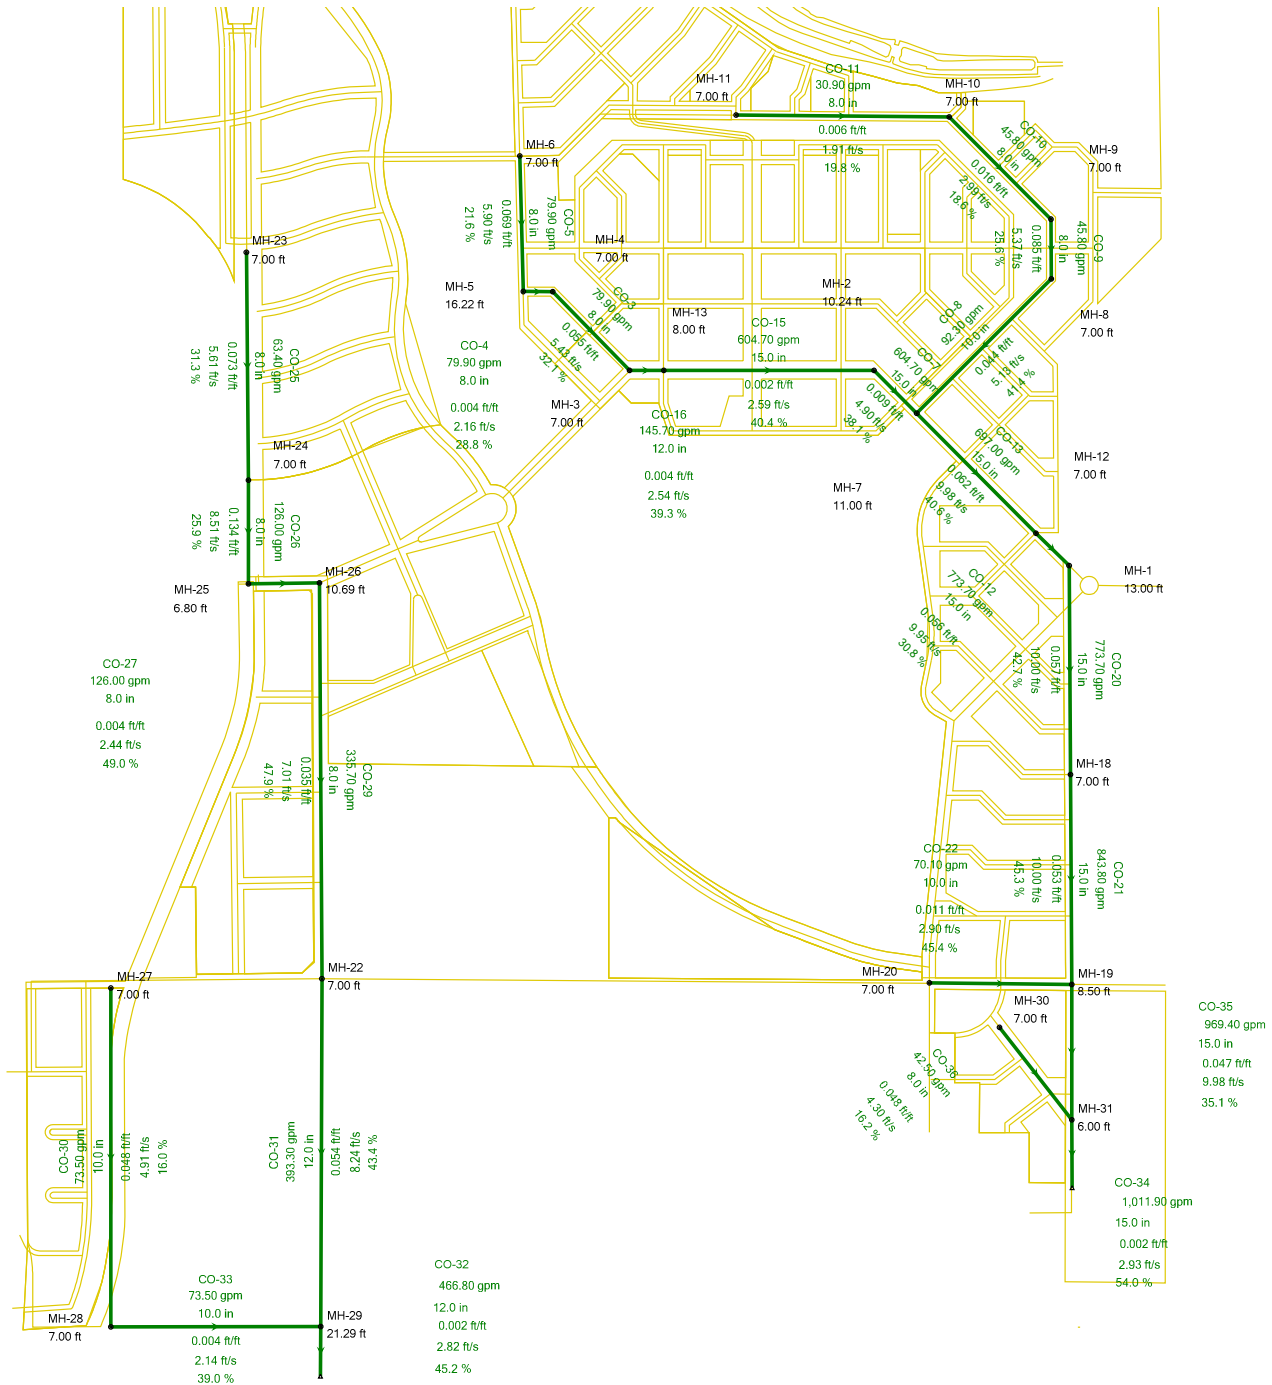 MH-11
7.00 ft
CO-11
30.90 gpm
8.0 in
0.006 ft/ft
1.91 ft/s
19.8 %
MH-10
7.00 ft
CO-10
45.80 gpm
8.0 in
0.016 ft/ft
2.99 ft/s
18.6 %
MH-9
7.00 ft
MH-6
7.00 ft
CO-5
79.90 gpm
8.0 in
0.069 ft/ft
5.90 ft/s
21.6 %
CO-9
45.80 gpm
8.0 in
0.085 ft/ft
5.37 ft/s
25.6 %
MH-23
7.00 ft
MH-4
7.00 ft
MH-5
16.22 ft
MH-2
10.24 ft
CO-3
79.90 gpm
8.0 in
0.055 ft/ft
5.43 ft/s
32.1 %
MH-13
8.00 ft
CO-15
604.70 gpm
15.0 in
0.002 ft/ft
2.59 ft/s
40.4 %
CO-8
92.30 gpm
10.0 in
0.044 ft/ft
5.13 ft/s
41.4 %
MH-8
7.00 ft
CO-4
79.90 gpm
8.0 in
0.004 ft/ft
2.16 ft/s
28.8 %
CO-7
604.70 gpm
15.0 in
0.009 ft/ft
4.90 ft/s
38.1 %
CO-25
63.40 gpm
8.0 in
0.073 ft/ft
5.61 ft/s
31.3 %
MH-3
7.00 ft
CO-16
145.70 gpm
12.0 in
0.004 ft/ft
2.54 ft/s
39.3 %
MH-24
7.00 ft
CO-13
697.00 gpm
15.0 in
0.062 ft/ft
9.98 ft/s
40.6 %
MH-12
7.00 ft
MH-7
11.00 ft
CO-26
126.00 gpm
8.0 in
0.134 ft/ft
8.51 ft/s
25.9 %
MH-25
6.80 ft
MH-26
10.69 ft
MH-1
13.00 ft
CO-12
773.70 gpm
15.0 in
0.056 ft/ft
9.95 ft/s
30.8 %
CO-27
126.00 gpm
8.0 in
0.004 ft/ft
2.44 ft/s
49.0 %
CO-20
773.70 gpm
15.0 in
0.057 ft/ft
10.00 ft/s
42.7 %
CO-29
335.70 gpm
8.0 in
0.035 ft/ft
7.01 ft/s
47.9 %
MH-18
7.00 ft
CO-22
70.10 gpm
10.0 in
0.011 ft/ft
2.90 ft/s
45.4 %
CO-21
843.80 gpm
15.0 in
0.053 ft/ft
10.00 ft/s
45.3 %
MH-27
7.00 ft
MH-22
7.00 ft
MH-20
7.00 ft
MH-19
8.50 ft
MH-30
7.00 ft
CO-35
969.40 gpm
15.0 in
0.047 ft/ft
9.98 ft/s
35.1 %
CO-36
42.50 gpm
8.0 in
0.048 ft/ft
4.30 ft/s
16.2 %
MH-31
6.00 ft
CO-30
73.50 gpm
10.0 in
0.048 ft/ft
4.91 ft/s
16.0 %
CO-31
393.30 gpm
12.0 in
0.054 ft/ft
8.24 ft/s
43.4 %
CO-34
1,011.90 gpm
15.0 in
0.002 ft/ft
2.93 ft/s
54.0 %
CO-33
73.50 gpm
10.0 in
0.004 ft/ft
2.14 ft/s
39.0 %
CO-32
466.80 gpm
12.0 in
0.002 ft/ft
2.82 ft/s
45.2 %
MH-28
7.00 ft
MH-29
21.29 ft